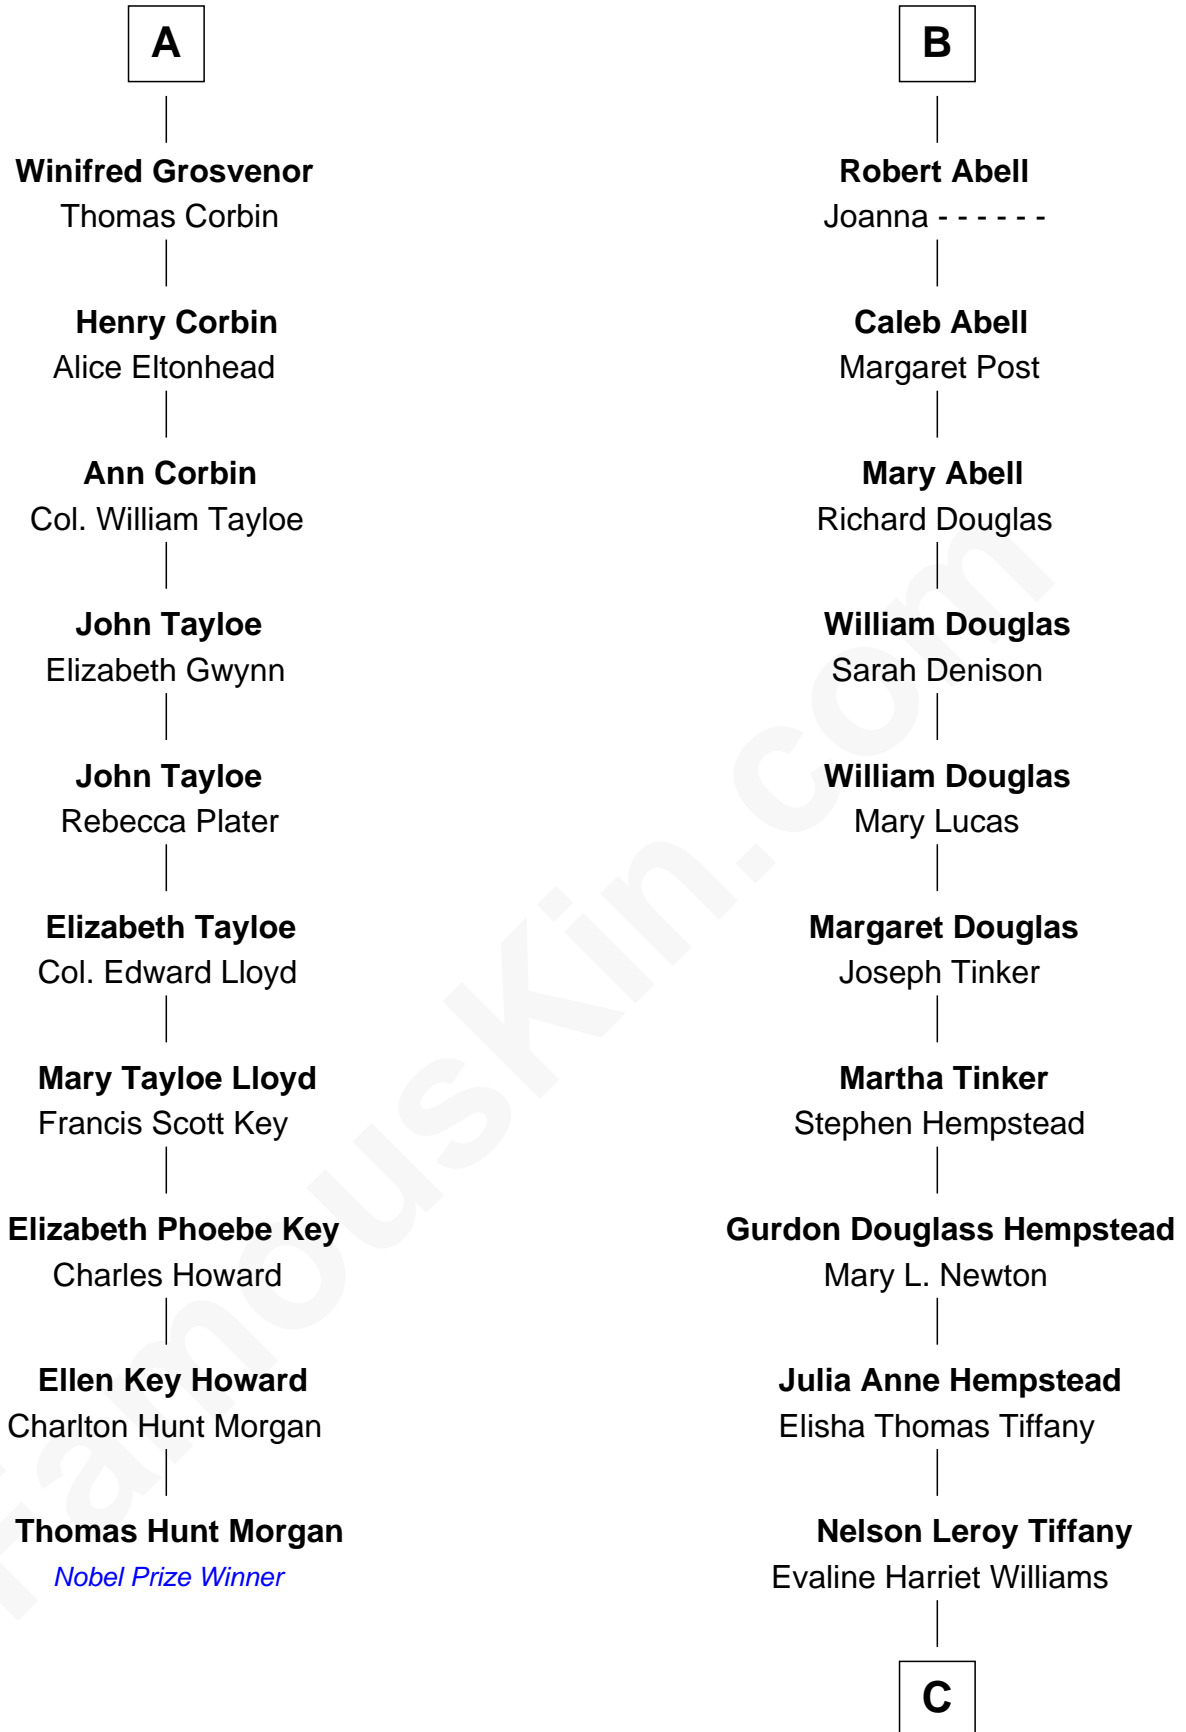 A
Winifred Grosvenor
Thomas Corbin
Henry Corbin
Alice Eltonhead
Ann Corbin
Col. William Tayloe
John Tayloe
Elizabeth Gwynn
John Tayloe
Rebecca Plater
Elizabeth Tayloe
Col. Edward Lloyd
Mary Tayloe Lloyd
Francis Scott Key
Elizabeth Phoebe Key
Charles Howard
Ellen Key Howard
Charlton Hunt Morgan
Thomas Hunt Morgan
Nobel Prize Winner
B
Robert Abell
Joanna - - - - - -
Caleb Abell
Margaret Post
Mary Abell
Richard Douglas
William Douglas
Sarah Denison
William Douglas
Mary Lucas
Margaret Douglas
Joseph Tinker
Martha Tinker
Stephen Hempstead
Gurdon Douglass Hempstead
Mary L. Newton
Julia Anne Hempstead
Elisha Thomas Tiffany
Nelson Leroy Tiffany
Evaline Harriet Williams
C
FamousKin.com